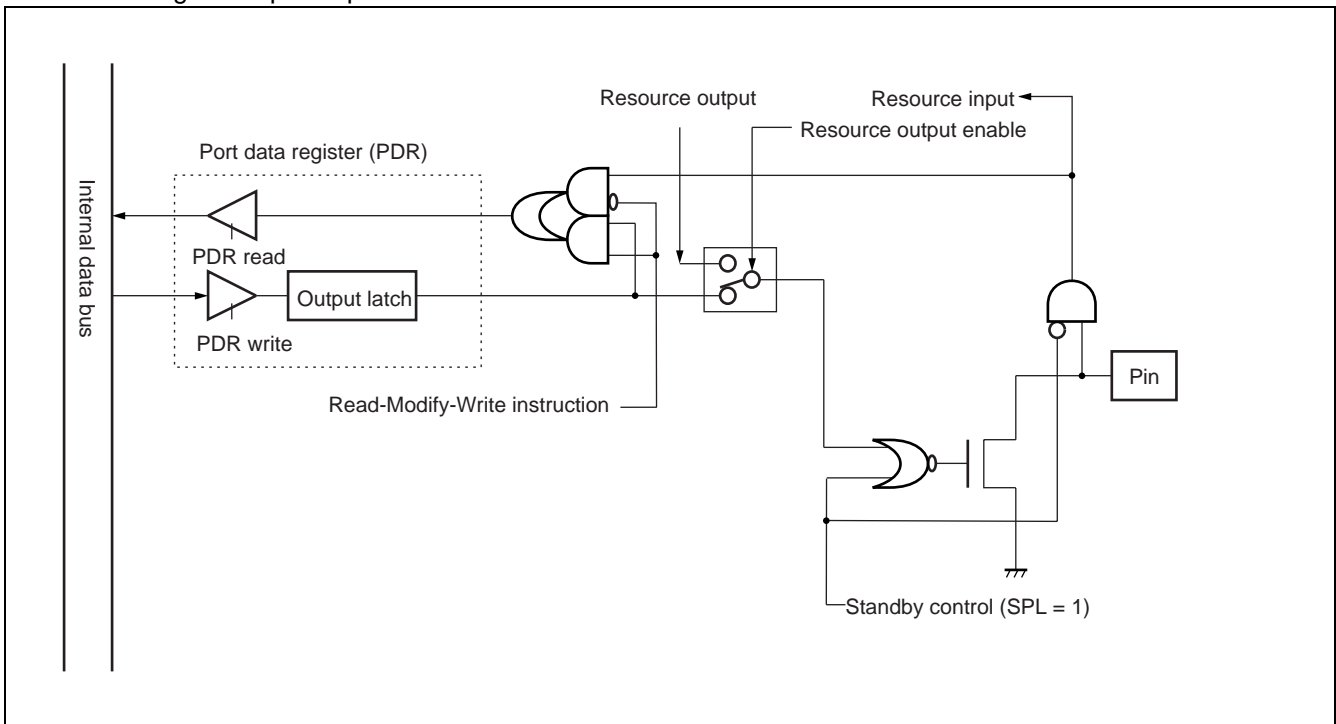 Resource output
Resource input
Resource output enable
Port data register (PDR)
Internal data bus
PDR read
Output latch
PDR write
Pin
Read-Modify-Write instruction
Standby control (SPL = 1)